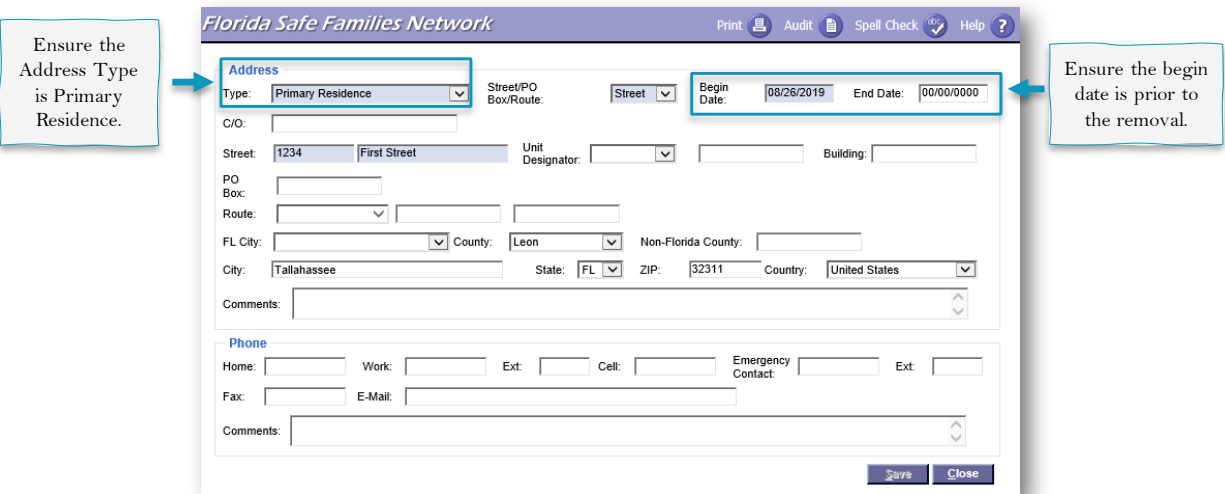 Florida Safe Families Network Print Audit Spell Check abc Help ?
Ensure the
Address Type
is Primary
Residence.
Address
Type: Primary Residence Street/PO
Box/Route: Street Begin
Date: 08/26/2019 End Date: 00/00/0000
Ensure the begin
date is prior to
the removal.
C/O:
Street: 1234 First Street Unit
Designator: Building:
PO
Box:
Route:
FL City: County: Leon Non-Florida County:
City: Tallahassee State: FL ZIP: 32311 Country: United States
Comments:
Phone
Home: Work: Ext: Cell: Emergency
Contact: Ext:
Fax: E-Mail:
Comments:
Save Close